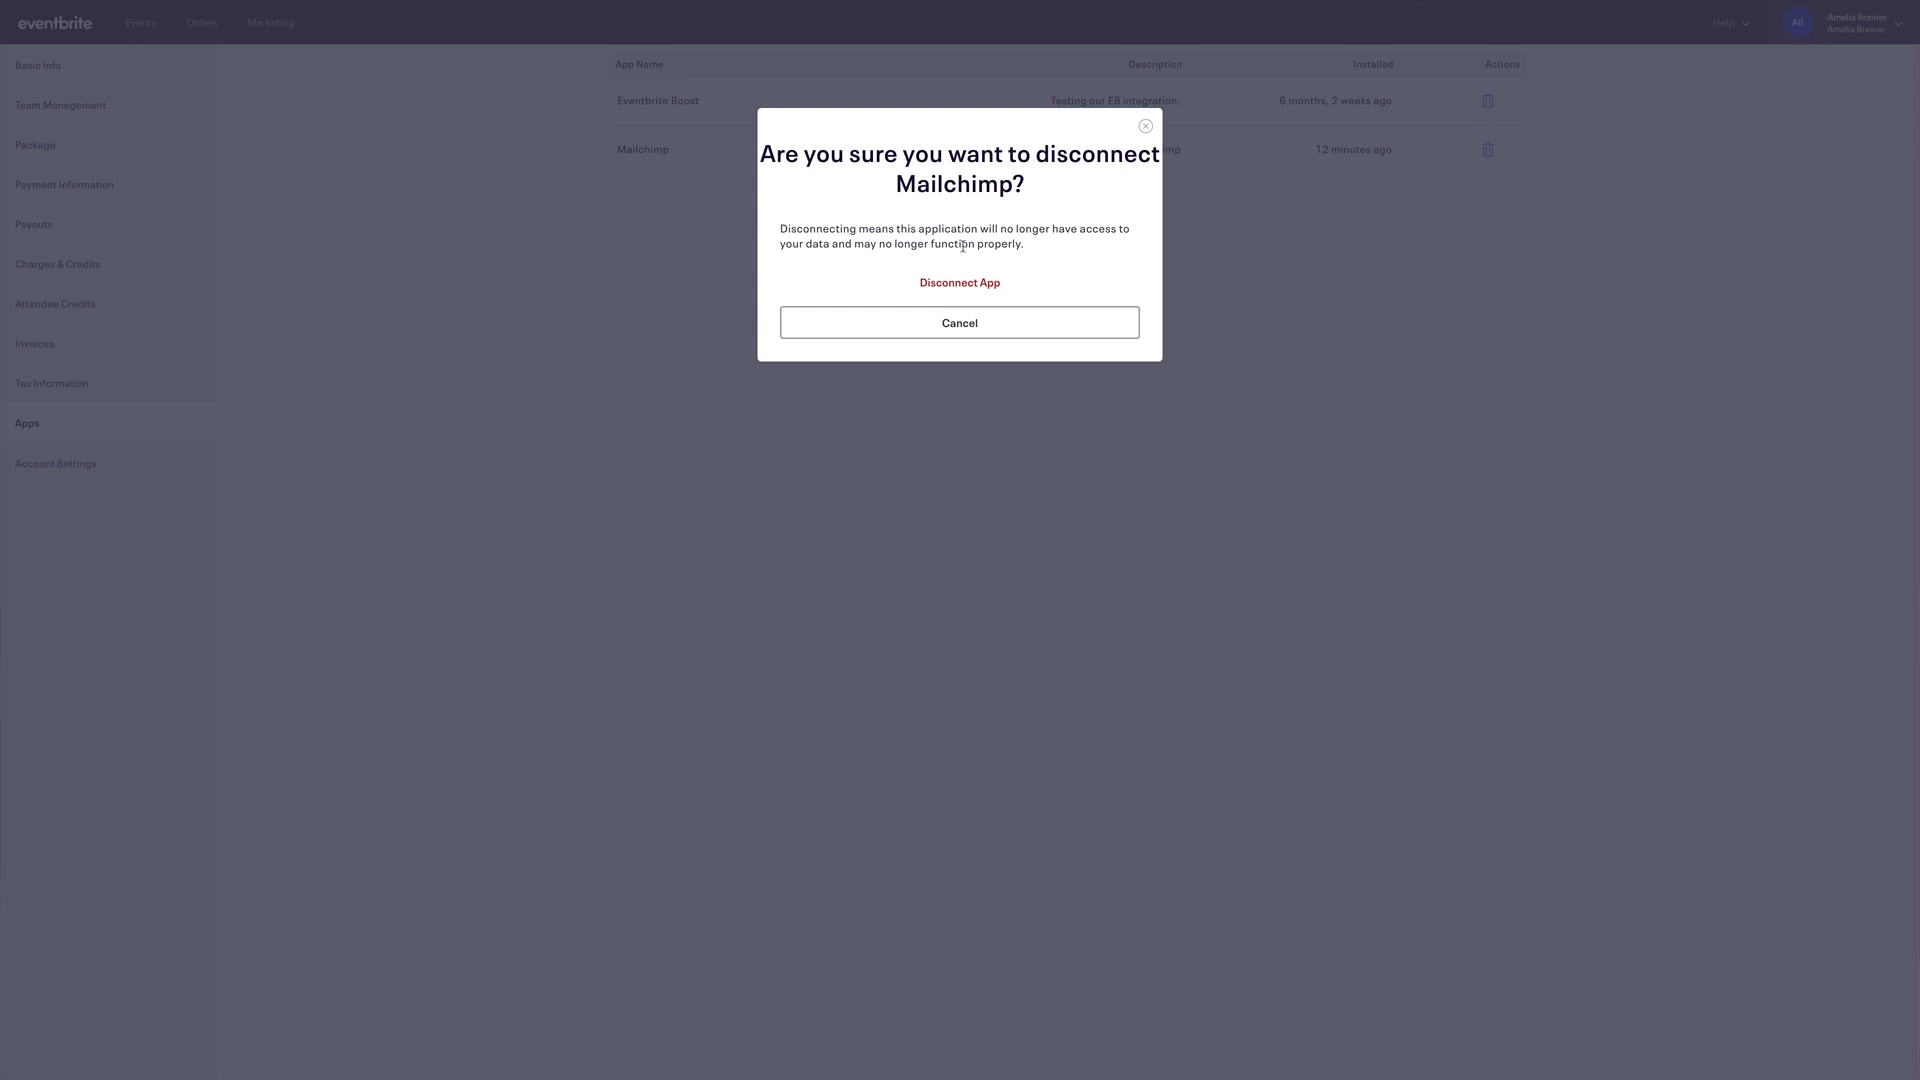 eventbrite Events Orders Marketing Help AB Amelia Breiner
Amelia Breiner
Basic Info
Team Management
Package
Payment Information
Payouts
Charges & Credits
Attendee Credits
Invoices
Tax Information
Apps
Account Settings
App Name Description Installed Actions
Eventbrite Boost Testing our EB integration. 6 months, 2 weeks ago
Mailchimp 12 minutes ago
Are you sure you want to disconnect
Mailchimp?
Disconnecting means this application will no longer have access to
your data and may no longer function properly.
Disconnect App
Cancel